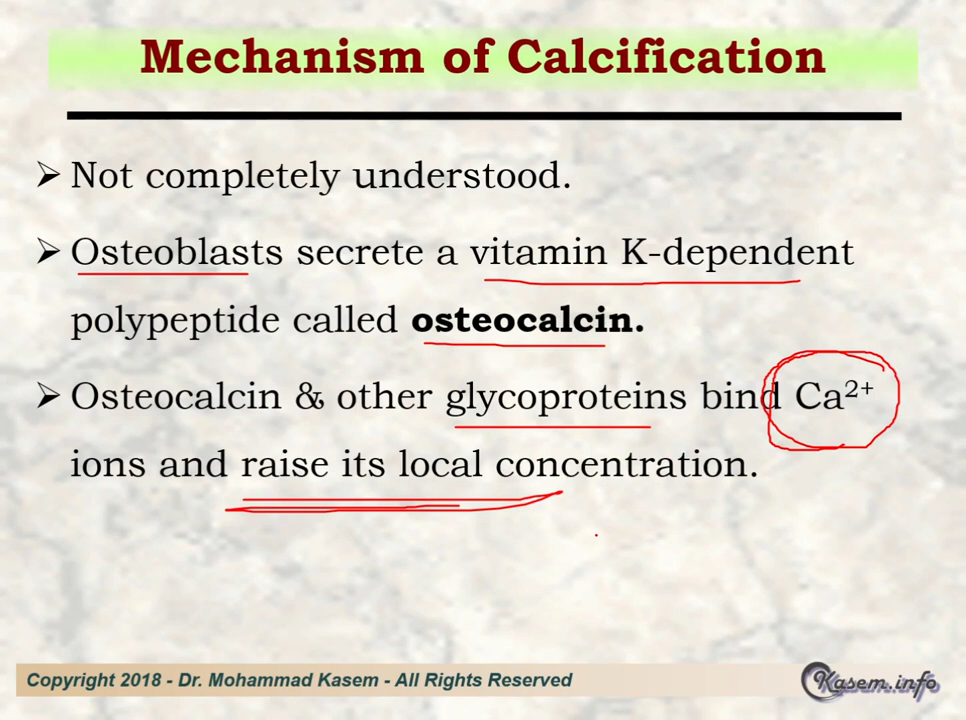 Mechanism of Calcification
➢ Not completely understood.
➢ Osteoblasts secrete a vitamin K-dependent
polypeptide called osteocalcin.
➢ Osteocalcin & other glycoproteins bind Ca²⁺
ions and raise its local concentration.
Copyright 2018 - Dr. Mohammad Kasem - All Rights Reserved
Kasem.info